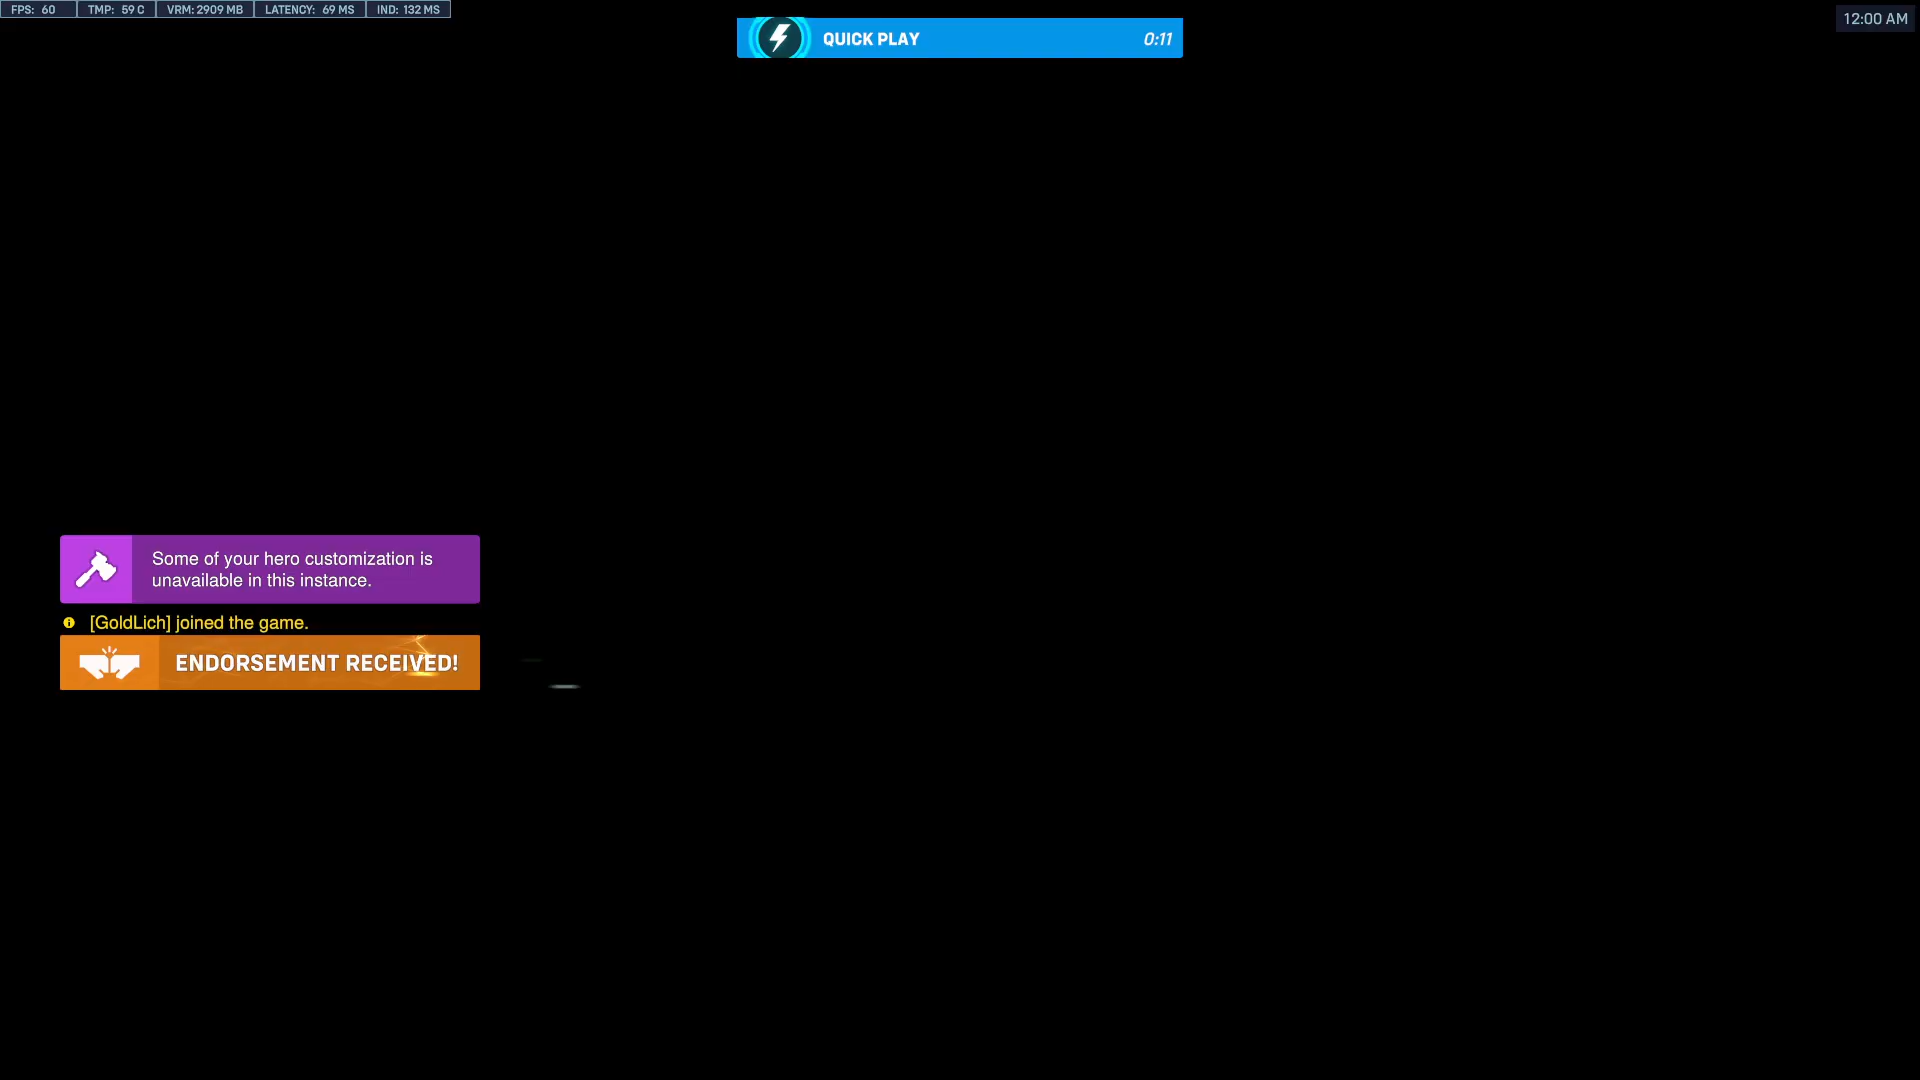 FPS: 60 TMP: 59 C VRM: 2909 MB LATENCY: 69 MS IND: 132 MS
QUICK PLAY 0:11
12:00 AM
Some of your hero customization is
unavailable in this instance.
[GoldLich] joined the game.
ENDORSEMENT RECEIVED!